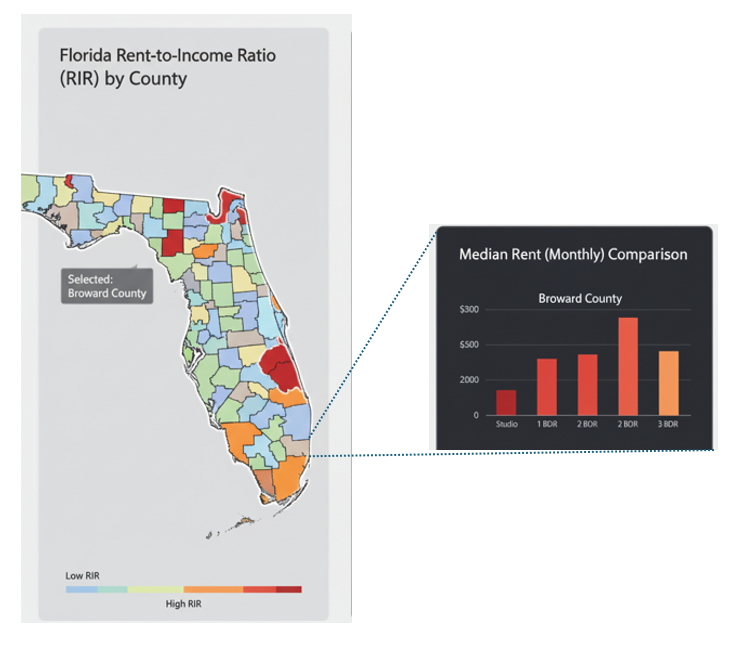 Florida Rent-to-Income Ratio
(RIR) by County
Selected:
Broward County
Low RIR
High RIR
Median Rent (Monthly) Comparison
Broward County
$300
$500
2000
0
Studio
1 BDR
2 BDR
2 BDR
3 BDR